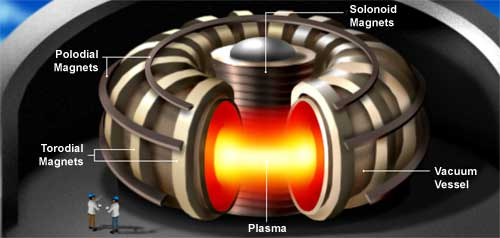 Solonoid
Magnets
Polodial
Magnets
Torodial
Magnets
Vacuum
Vessel
Plasma